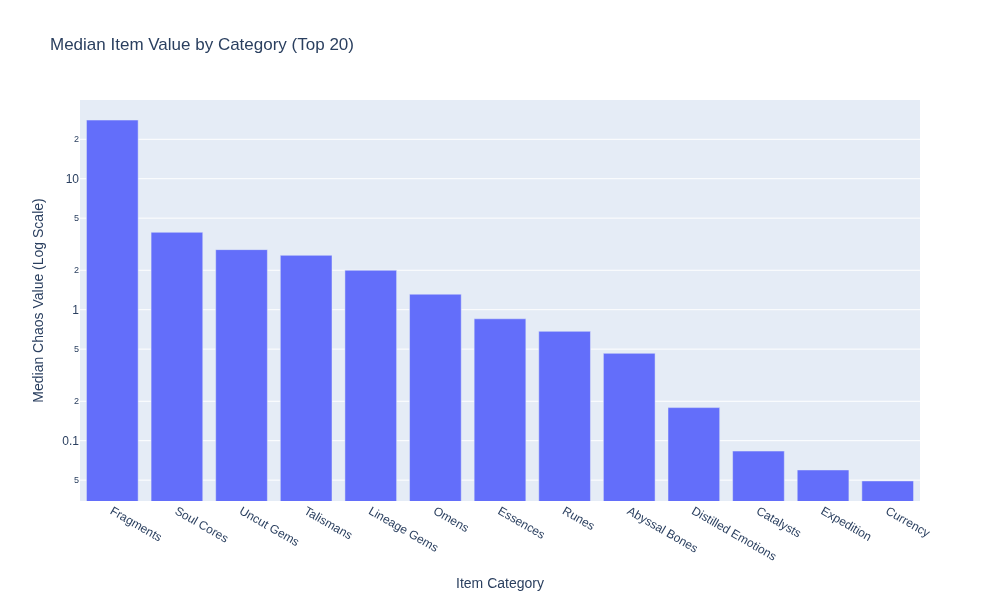 Median Item Value by Category (Top 20)
Median Chaos Value (Log Scale)
2
10
5
2
1
5
2
0.1
5
Fragments
Soul Cores
Uncut Gems
Talismans
Lineage Gems
Omens
Essences
Runes
Abyssal Bones
Distilled Emotions
Catalysts
Expedition
Currency
Item Category